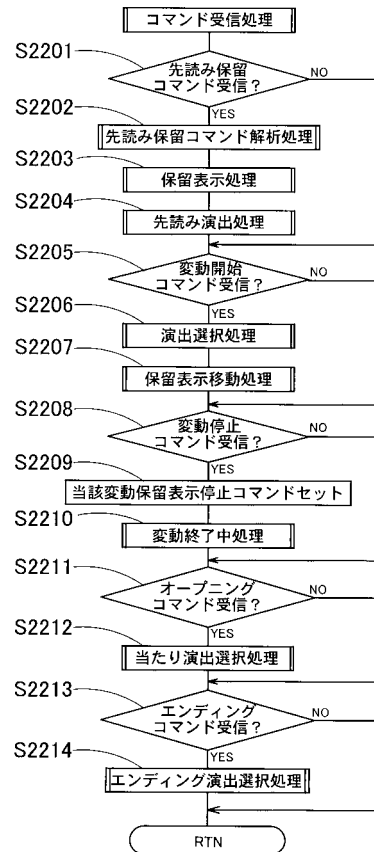 コマンド受信処理
S2201
先読み保留
コマンド受信？
NO
YES
S2202
先読み保留コマンド解析処理
S2203
保留表示処理
S2204
先読み演出処理
S2205
変動開始
コマンド受信？
NO
YES
S2206
演出選択処理
S2207
保留表示移動処理
S2208
変動停止
コマンド受信？
NO
YES
S2209
当該変動保留表示停止コマンドセット
S2210
変動終了中処理
S2211
オープニング
コマンド受信？
NO
YES
S2212
当たり演出選択処理
S2213
エンディング
コマンド受信？
NO
YES
S2214
エンディング演出選択処理
RTN